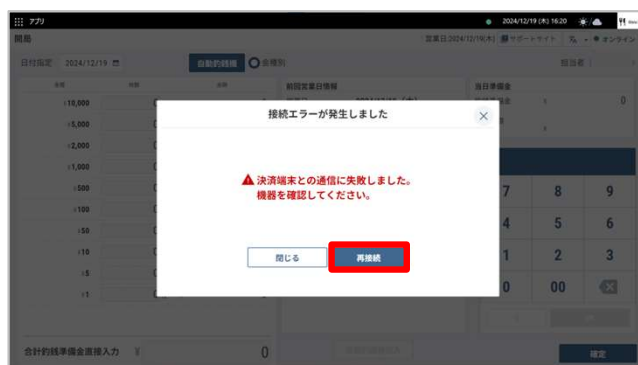 アプリ
2024/12/19 (木) 16:20
開局
営業日:2024/12/19(木) サポートサイト オンライン
日付指定 2024/12/19 自動釣銭機
担当者
金種 枚数 金額 前回営業日情報 当日準備金
¥10,000 0
¥5,000
¥2,000
¥1,000
¥500
¥100
¥50
¥10
¥5
¥1
接続エラーが発生しました
決済端末との通信に失敗しました。
機器を確認してください。
閉じる 再接続
7 8 9
4 5 6
1 2 3
0 00
合計釣銭準備金直接入力 ¥ 0 確定